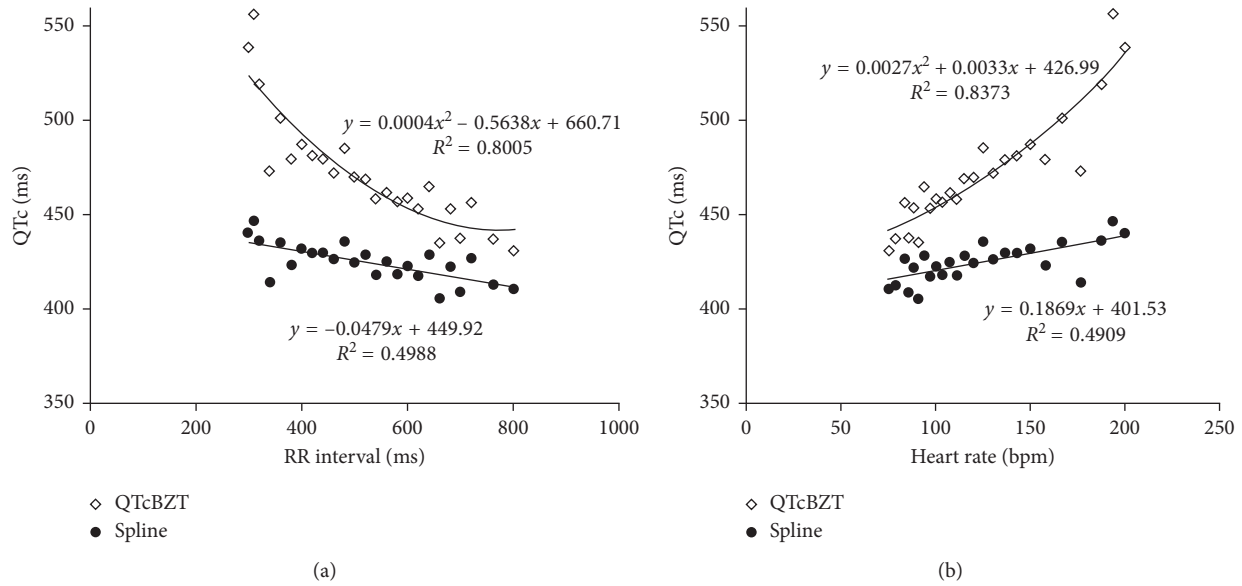 550
500
450
400
350
QTc (ms)
y = 0.0004x² – 0.5638x + 660.71
R² = 0.8005
y = –0.0479x + 449.92
R² = 0.4988
0 200 400 600 800 1000
RR interval (ms)
QTcBZT
Spline
(a)
550
500
450
400
350
QTc (ms)
y = 0.0027x² + 0.0033x + 426.99
R² = 0.8373
y = 0.1869x + 401.53
R² = 0.4909
0 50 100 150 200 250
Heart rate (bpm)
QTcBZT
Spline
(b)